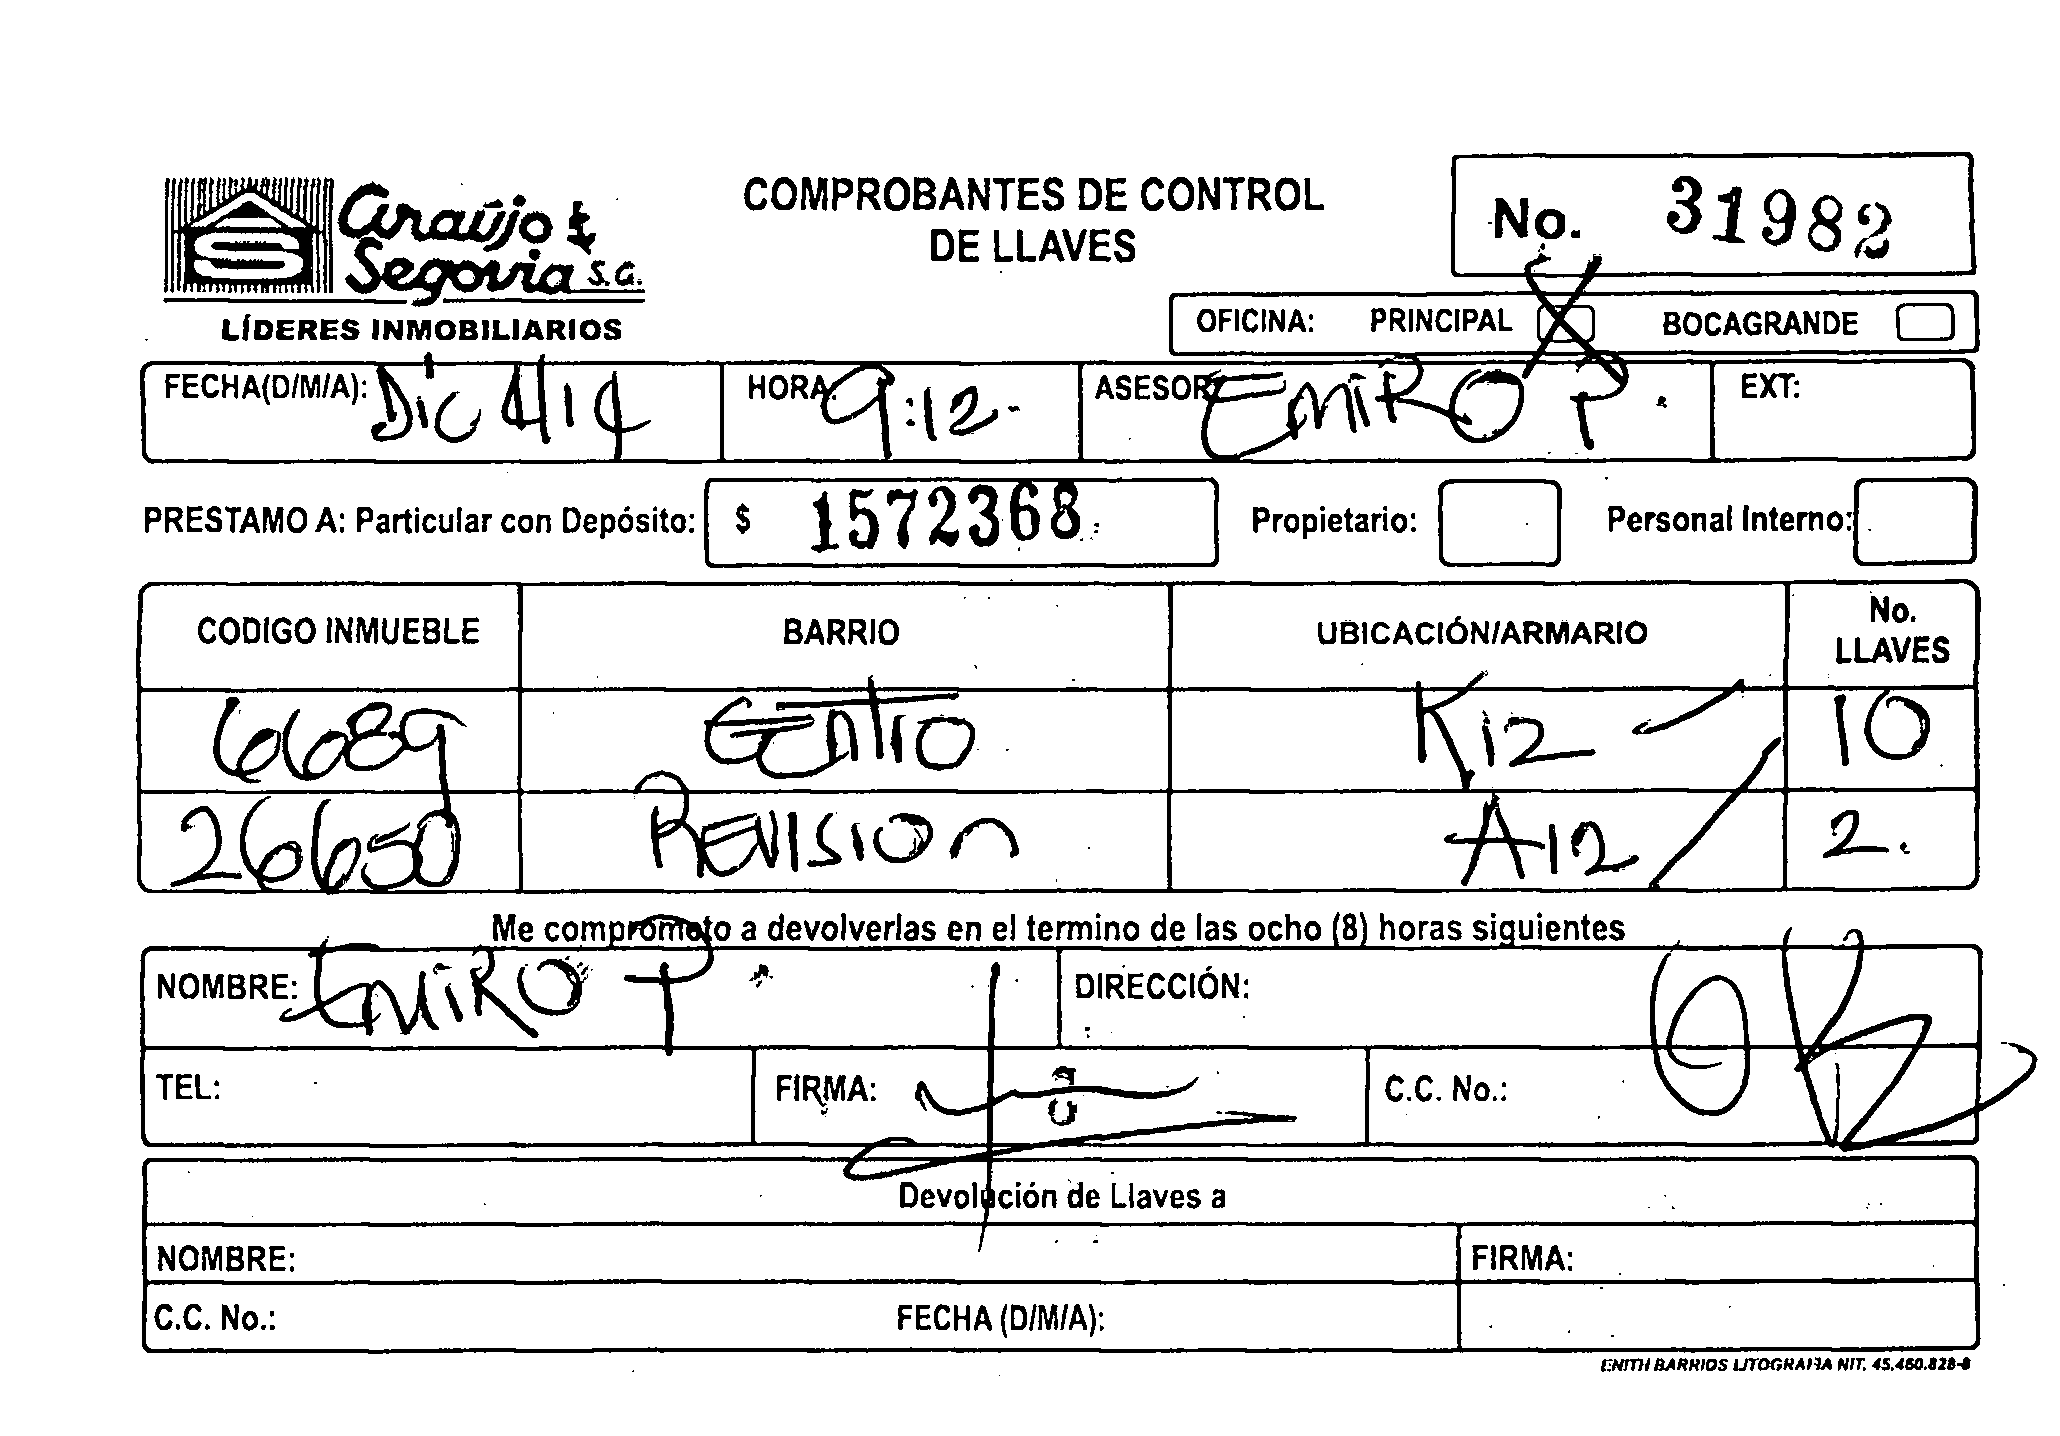 araújo &
Segovia S.A.
LÍDERES INMOBILIARIOS
COMPROBANTES DE CONTROL
DE LLAVES
No. 31982
OFICINA: PRINCIPAL X BOCAGRANDE
FECHA(D/M/A): Dic 4/14 HORA: 9:12. ASESOR: EMIRO P. EXT:
PRESTAMO A: Particular con Depósito: $ 1572368 Propietario: Personal Interno:
CODIGO INMUEBLE BARRIO UBICACIÓN/ARMARIO No. LLAVES
6689 CENTRO K12 10
26650 REVISION A12 2.
Me comprometo a devolverlas en el termino de las ocho (8) horas siguientes
NOMBRE: EMIRO P. DIRECCIÓN:
OK
TEL: FIRMA: C.C. No.:
Devolución de Llaves a
NOMBRE: FIRMA:
C.C. No.: FECHA (D/M/A):
ENITH BARRIOS LITOGRAFIA NIT. 45.460.828-8